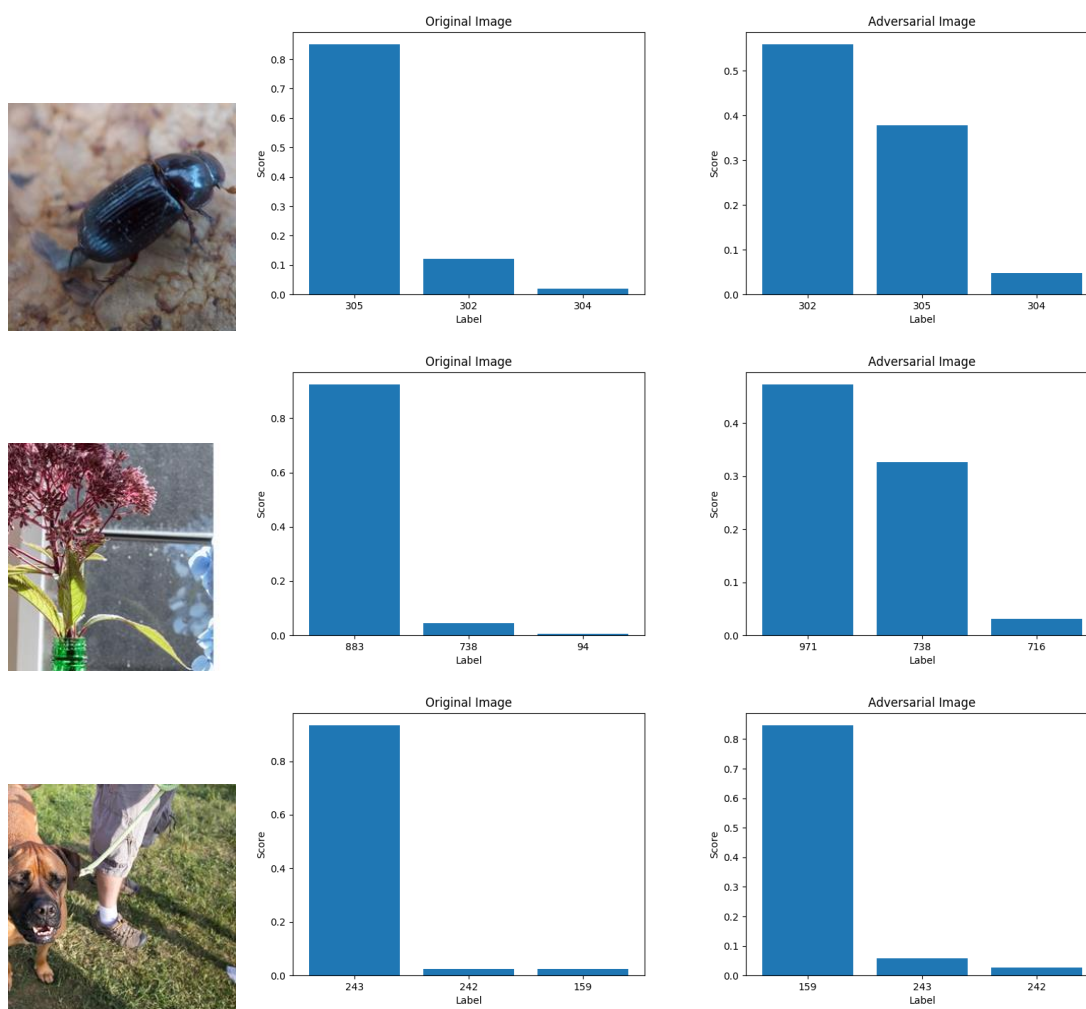 Original Image
Score
0.8
0.7
0.6
0.5
0.4
0.3
0.2
0.1
0.0
305 302 304
Label
Adversarial Image
Score
0.5
0.4
0.3
0.2
0.1
0.0
302 305 304
Label
Original Image
Score
0.8
0.6
0.4
0.2
0.0
883 738 94
Label
Adversarial Image
Score
0.4
0.3
0.2
0.1
0.0
971 738 716
Label
Original Image
Score
0.8
0.6
0.4
0.2
0.0
243 242 159
Label
Adversarial Image
Score
0.8
0.7
0.6
0.5
0.4
0.3
0.2
0.1
0.0
159 243 242
Label